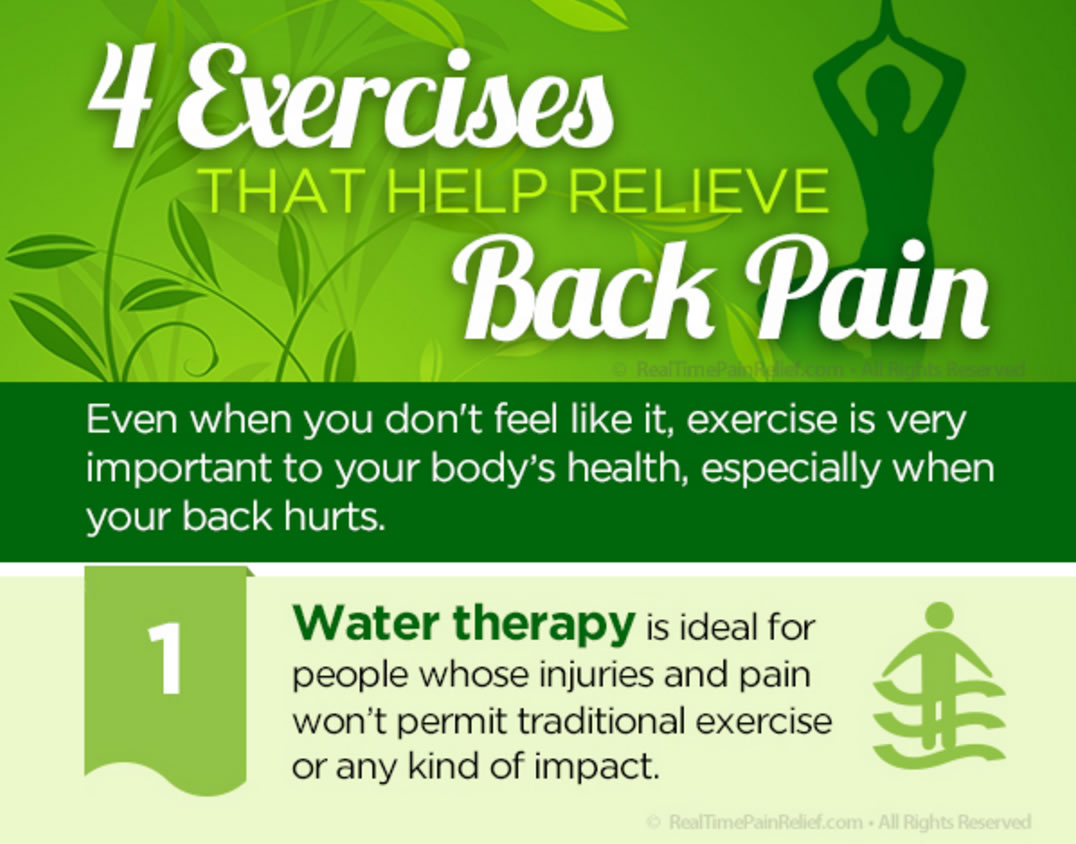 4 Exercises
THAT HELP RELIEVE
Back Pain
© RealTimePainRelief.com • All Rights Reserved
Even when you don't feel like it, exercise is very
important to your body’s health, especially when
your back hurts.
1
Water therapy is ideal for
people whose injuries and pain
won’t permit traditional exercise
or any kind of impact.
© RealTimePainRelief.com • All Rights Reserved